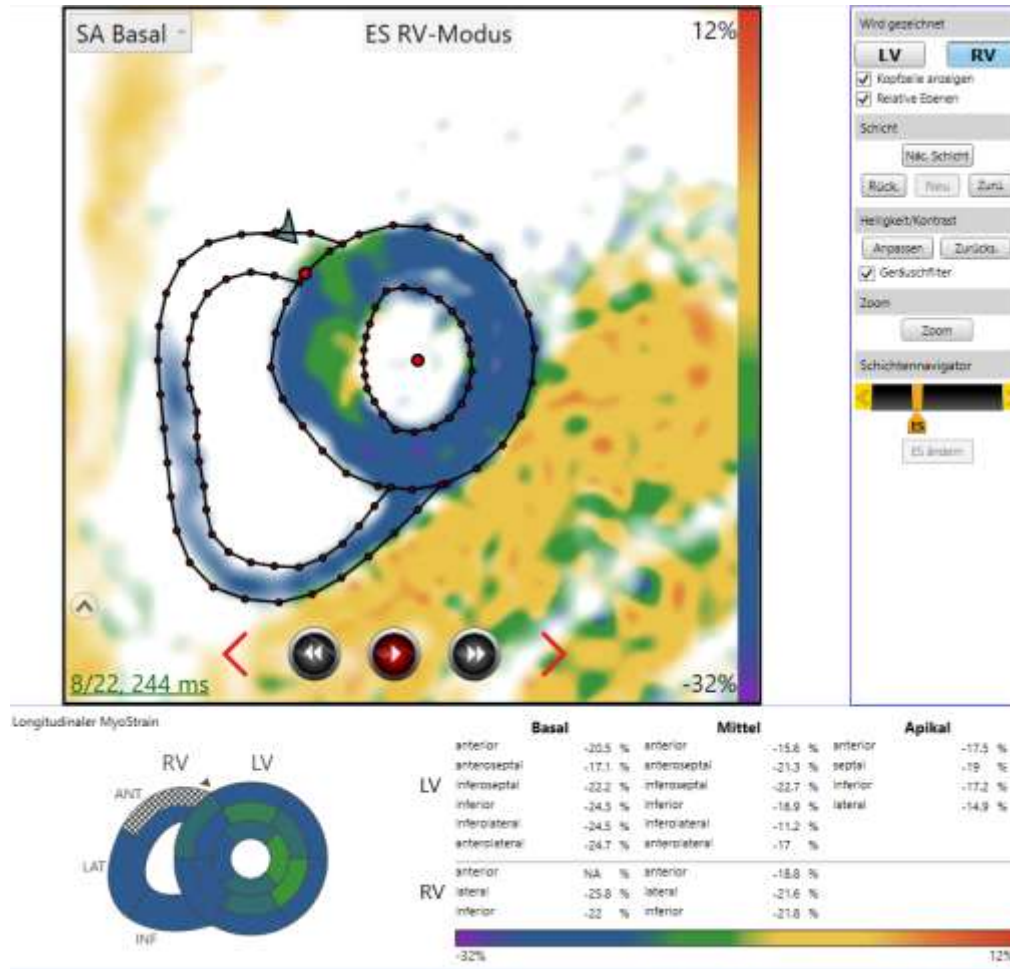 SA Basal
ES RV-Modus
12%
8/22, 244 ms
-32%
Wird gezeichnet
LV RV
Kopfzeile anzeigen
Relative Ebenen
Schicht
Näc. Schicht
Rück. Neu Zurü.
Helligkeit/Kontrast
Anpassen Zurücks.
Geräuschfilter
Zoom
Zoom
Schichtennavigator
ES
ES ändern
Longitudinaler MyoStrain
RV LV
ANT
LAT
INF
Basal Mittel Apikal
LV
anterior -20.5 % anterior -15.6 % anterior -17.5 %
anteroseptal -17.1 % anteroseptal -21.3 % septal -19 %
inferoseptal -22.2 % inferoseptal -22.7 % inferior -17.2 %
inferior -24.3 % inferior -16.9 % lateral -14.9 %
inferolateral -24.5 % inferolateral -11.2 %
anterolateral -24.7 % anterolateral -17 %
RV
anterior NA % anterior -18.8 %
lateral -25.8 % lateral -21.6 %
inferior -22 % inferior -21.8 %
-32% 12%